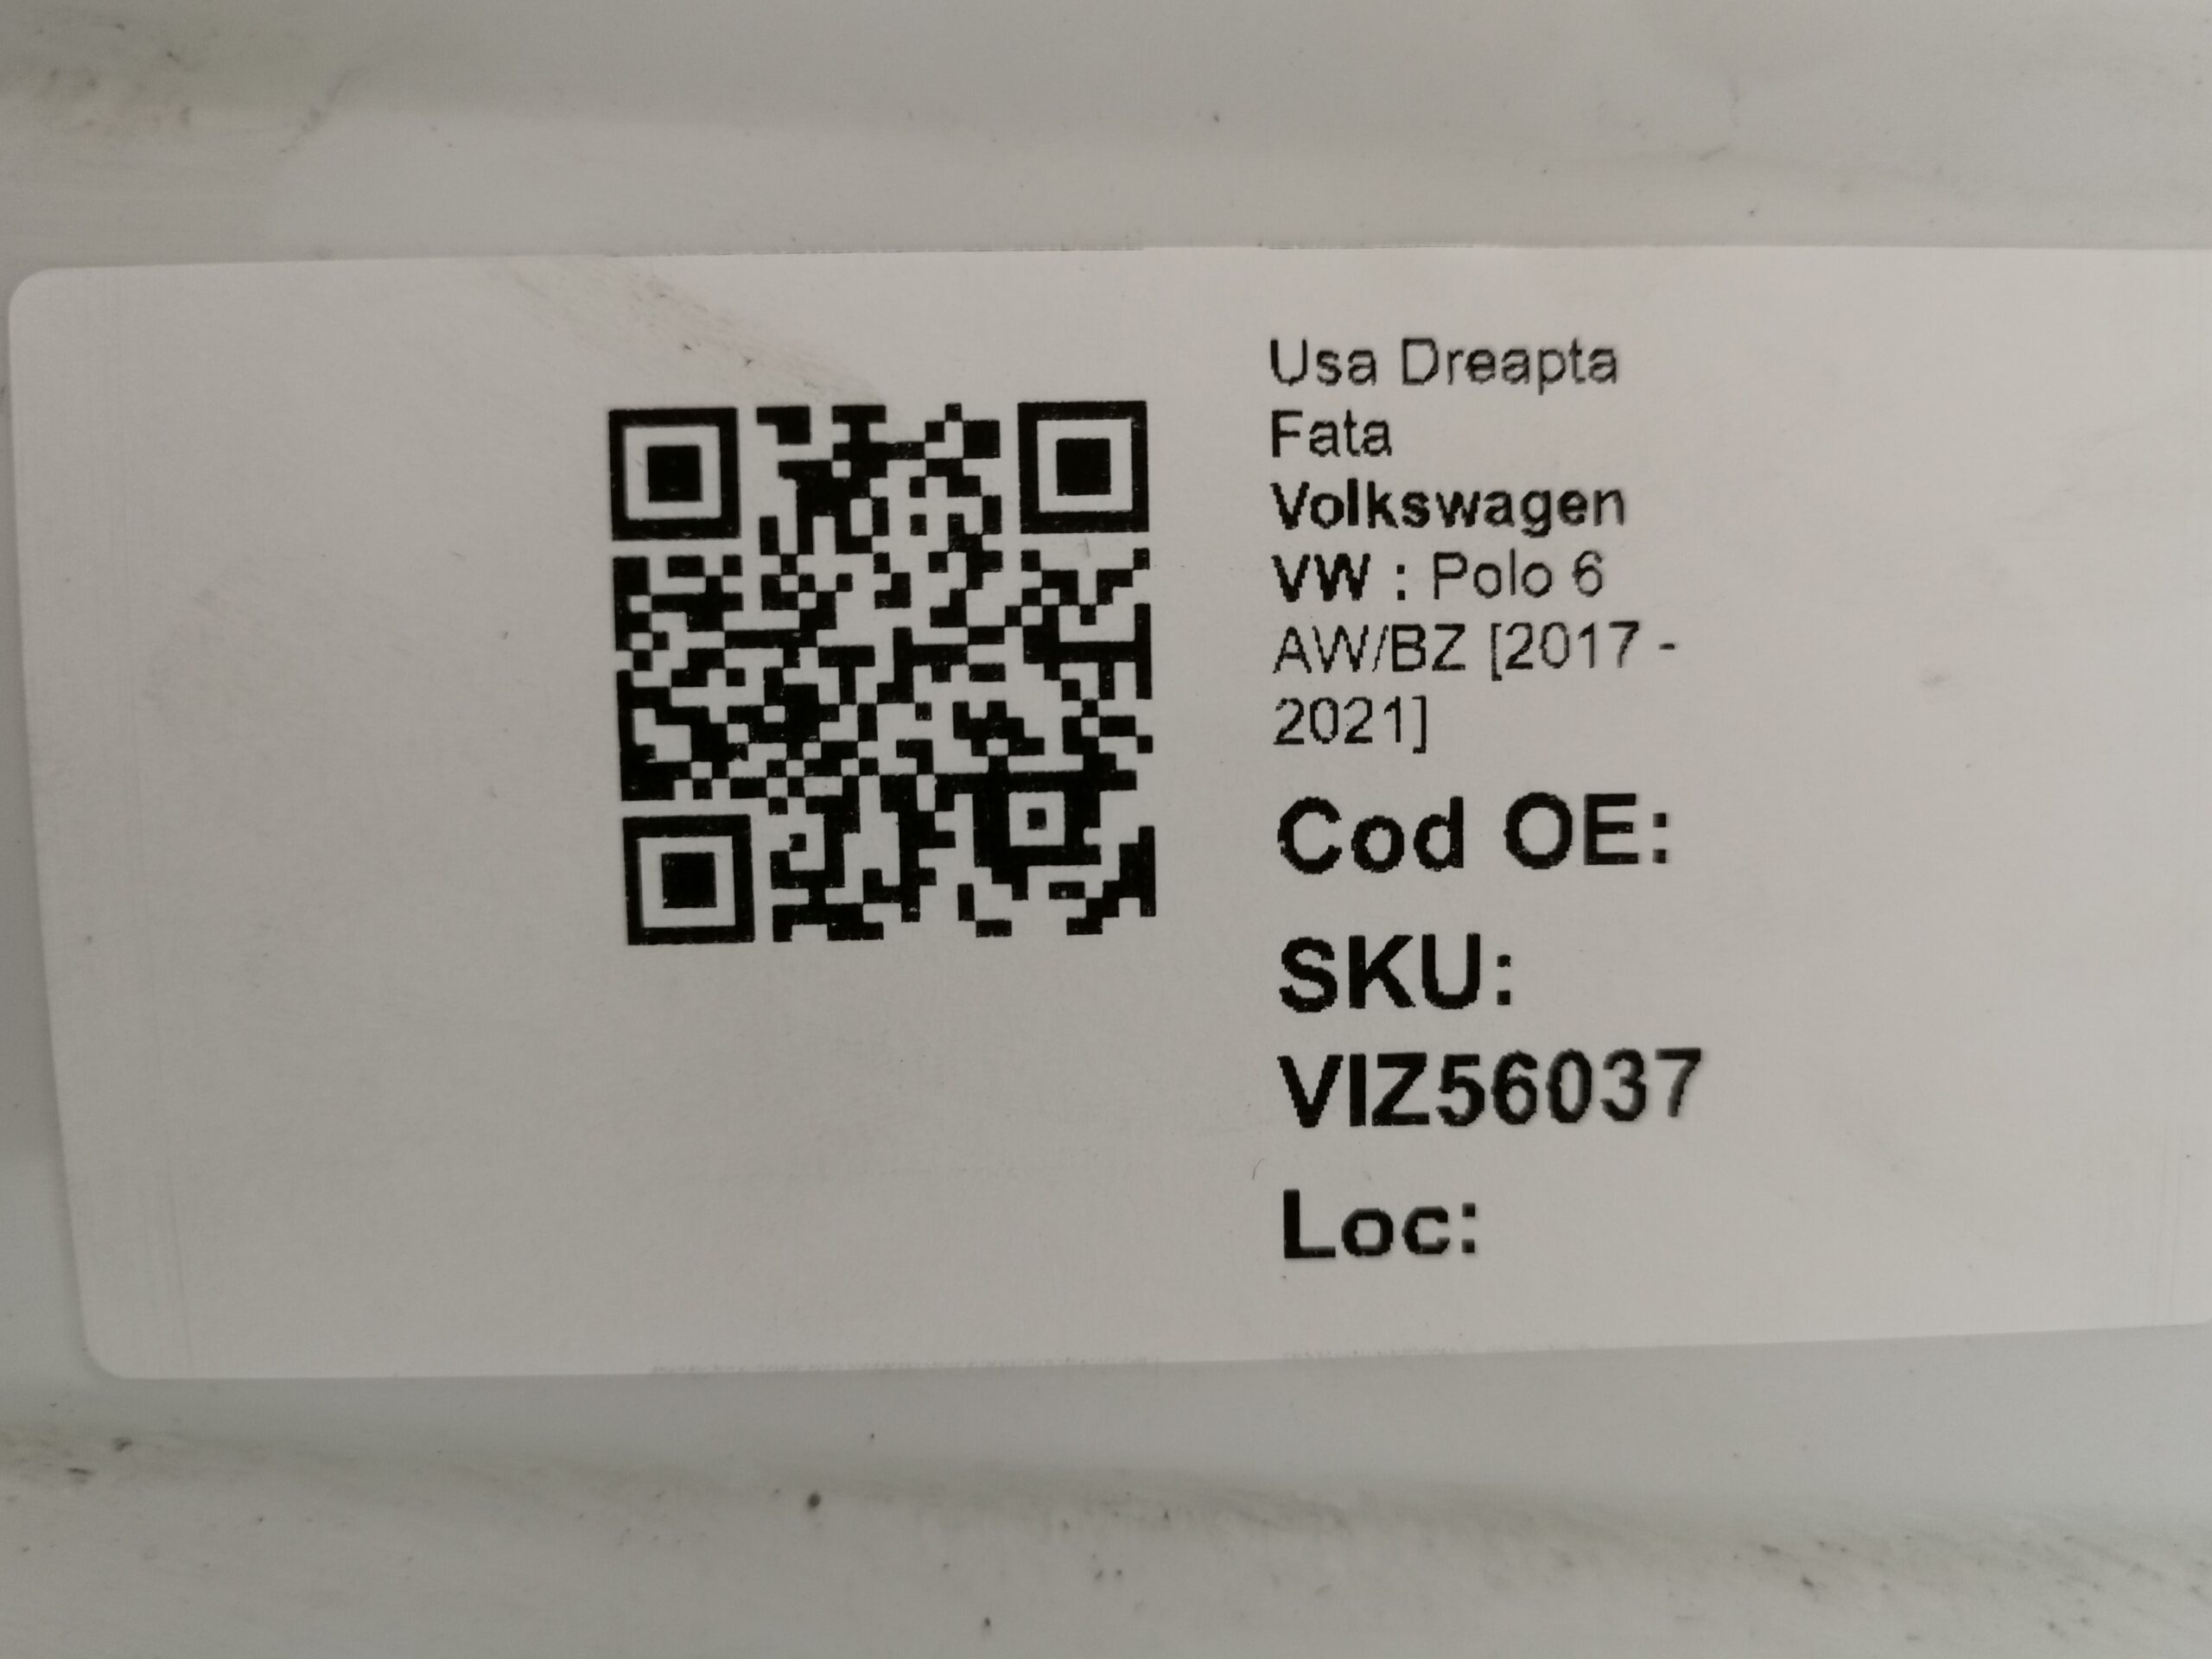 Usa Dreapta
Fata
Volkswagen
VW : Polo 6
AW/BZ [2017 -
2021]
Cod OE:
SKU:
VIZ56037
Loc: